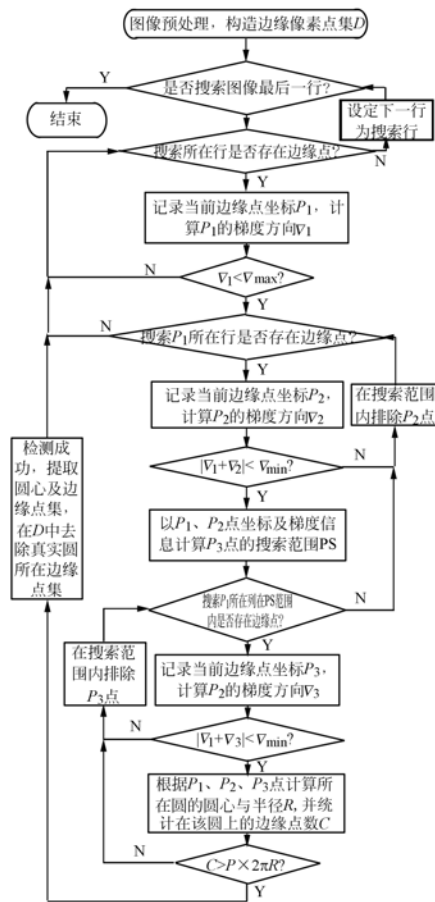 图像预处理，构造边缘像素点集D
Y
是否搜索图像最后一行?
结束
设定下一行
为搜索行
搜索所在行是否存在边缘点?
N
Y
记录当前边缘点坐标P₁，计
算P₁的梯度方向∇₁
N
∇₁<∇max?
Y
N
搜索P₁所在行是否存在边缘点?
Y
记录当前边缘点坐标P₂,
计算P₂的梯度方向∇₂
在搜索范围
内排除P₂点
|∇₁+∇₂|<∇min?
N
Y
检测成
功，提取
圆心及边
缘点集，
在D中去
除真实圆
所在边缘
点集
以P₁、P₂点坐标及梯度信
息计算P₃点的搜索范围PS
搜索P₁所在列在PS范围
内是否存在边缘点?
N
Y
在搜索范
围内排除
P₃点
记录当前边缘点坐标P₃,
计算P₂的梯度方向∇₃
N
|∇₁+∇₃|<∇min?
Y
根据P₁、P₂、P₃点计算所
在圆的圆心与半径R,并统
计在该圆上的边缘点数C
N
C>P×2πR?
Y